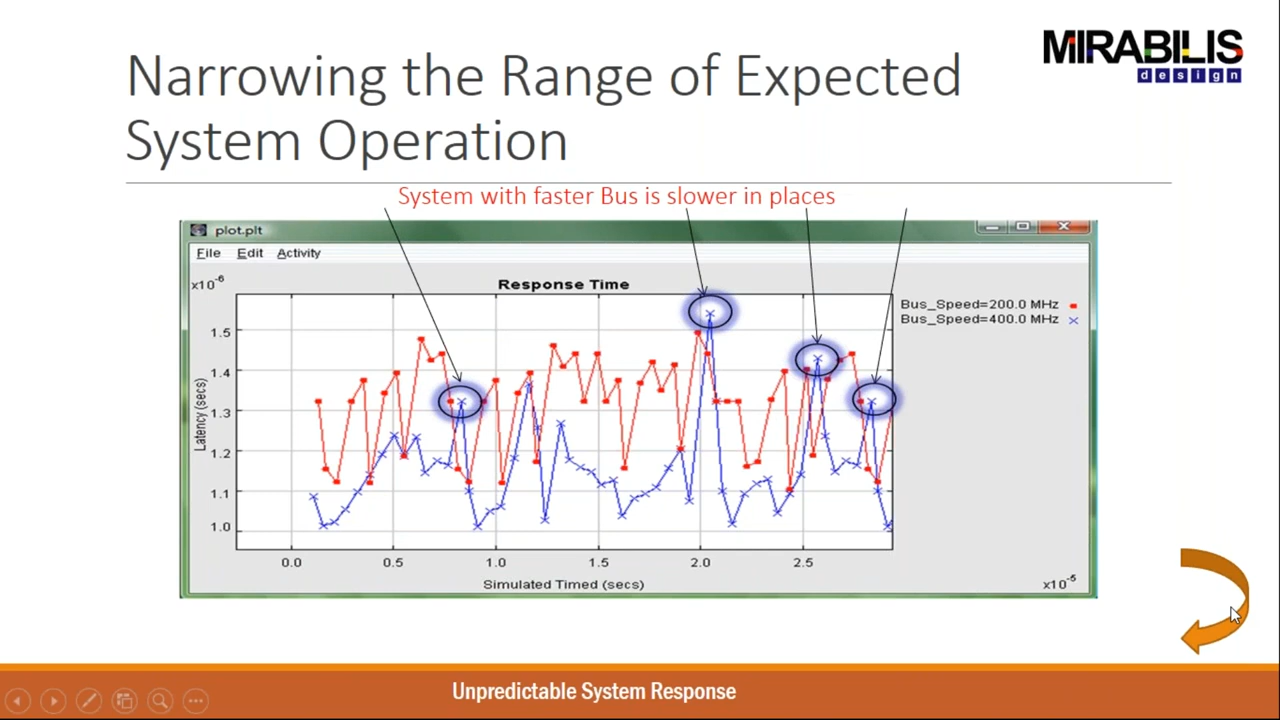 MIRABILIS
design
Narrowing the Range of Expected
System Operation
System with faster Bus is slower in places
plot.plt
File Edit Activity
x10-6
Response Time
Bus_Speed=200.0 MHz
Bus_Speed=400.0 MHz
1.5
1.4
1.3
1.2
1.1
1.0
Latency (secs)
0.0 0.5 1.0 1.5 2.0 2.5
Simulated Timed (secs)
x10-5
Unpredictable System Response